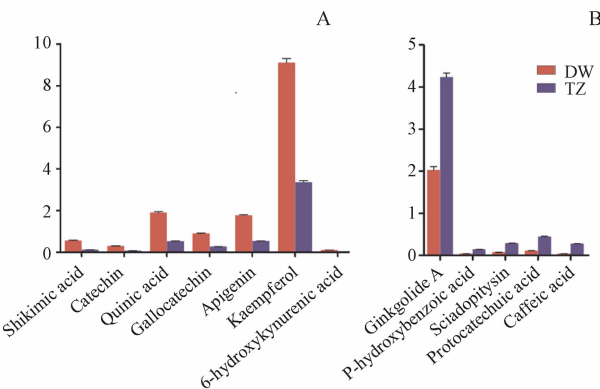 A
10
8
6
4
2
0
Shikimic acid
Catechin
Quinic acid
Gallocatechin
Apigenin
Kaempferol
6-hydroxykynurenic acid
B
5
4
3
2
1
0
DW
TZ
Ginkgolide A
P-hydroxybenzoic acid
Sciadopitysin
Protocatechuic acid
Caffeic acid